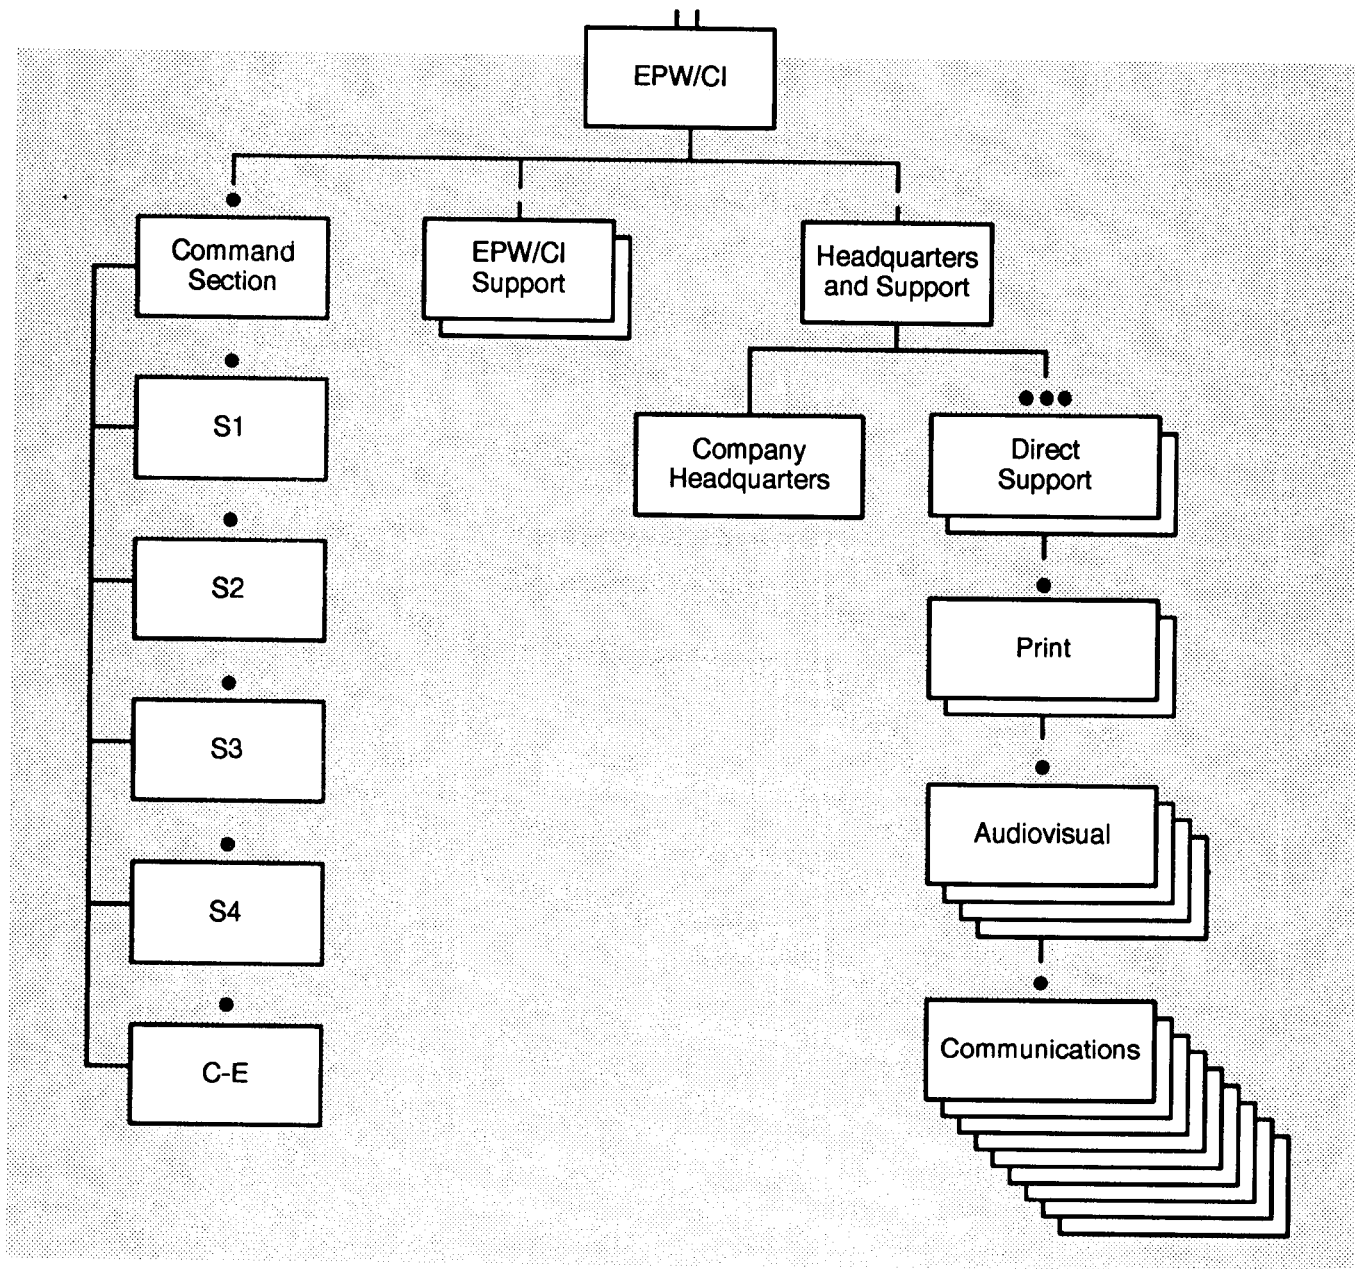 EPW/CI
Command
Section
EPW/CI
Support
Headquarters
and Support
S1
S2
S3
S4
C-E
Company
Headquarters
Direct
Support
Print
Audiovisual
Communications